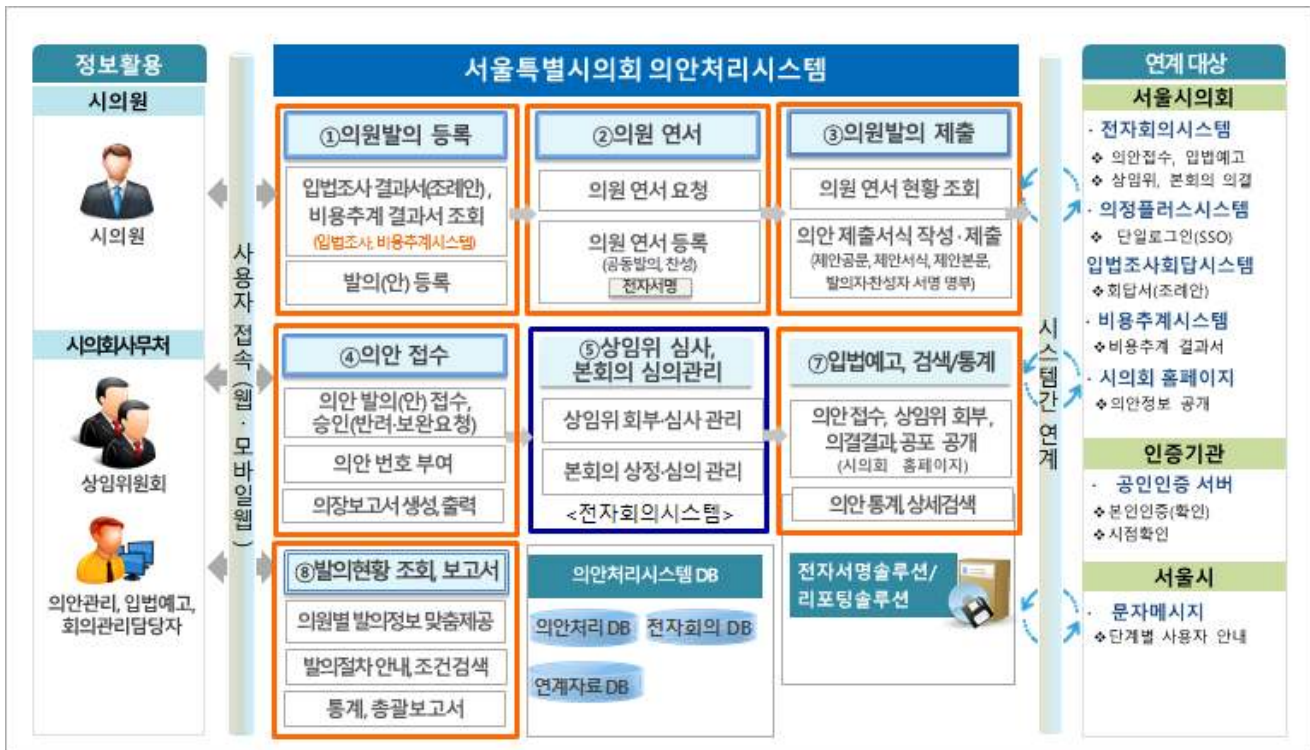 정보활용
시의원
시의원
시의회사무처
상임위원회
의안관리, 입법예고,
회의관리담당자
사용자 접속 (웹·모바일웹)
서울특별시의회 의안처리시스템
①의원발의 등록
입법조사 결과서(조례안),
비용추계 결과서 조회
(입법조사, 비용추계시스템)
발의(안) 등록
②의원 연서
의원 연서 요청
의원 연서 등록
(공동발의, 찬성)
전자서명
③의원발의 제출
의원 연서 현황 조회
의안 제출서식 작성·제출
(제안공문, 제안서식, 제안본문,
발의자·찬성자 서명 명부)
④의안 접수
의안 발의(안) 접수,
승인(반려·보완요청)
의안 번호 부여
의장보고서 생성, 출력
⑤상임위 심사,
본회의 심의관리
상임위 회부·심사 관리
본회의 상정·심의 관리
<전자회의시스템>
⑦입법예고, 검색/통계
의안 접수, 상임위 회부,
의결결과, 공포 공개
(시의회 홈페이지)
의안 통계, 상세검색
⑧발의현황 조회, 보고서
의원별 발의정보 맞춤제공
발의절차 안내, 조건검색
통계, 총괄보고서
의안처리시스템 DB
의안처리 DB
전자회의 DB
연계자료 DB
전자서명솔루션/
리포팅솔루션
시스템간 연계
연계 대상
서울시의회
· 전자회의시스템
❖ 의안접수, 입법예고
❖ 상임위, 본회의 의결
· 의정플러스시스템
❖ 단일로그인(SSO)
입법조사회답시스템
❖회답서(조례안)
· 비용추계시스템
❖비용추계 결과서
· 시의회 홈페이지
❖의안정보 공개
인증기관
· 공인인증 서버
❖본인인증(확인)
❖시점확인
서울시
· 문자메시지
❖단계별 사용자 안내